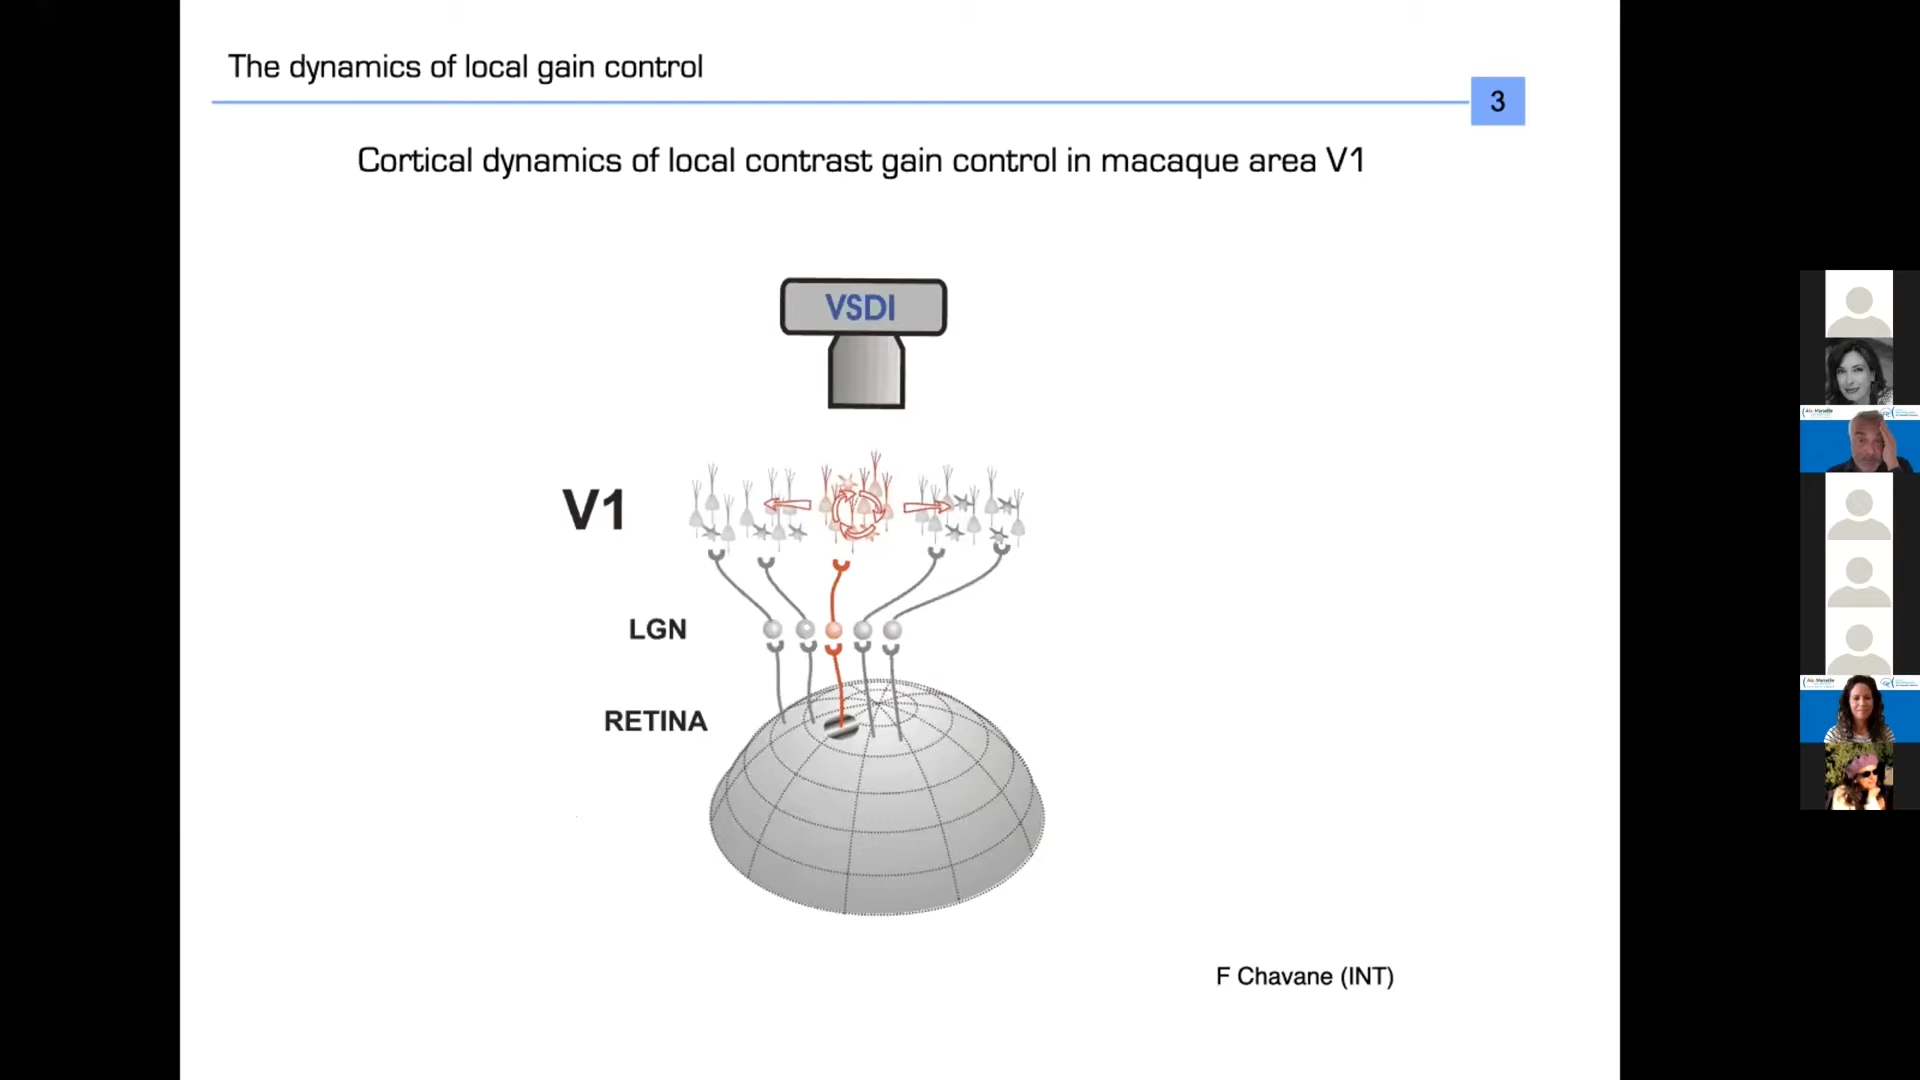 The dynamics of local gain control
3
Cortical dynamics of local contrast gain control in macaque area V1
VSDI
V1
LGN
RETINA
F Chavane (INT)